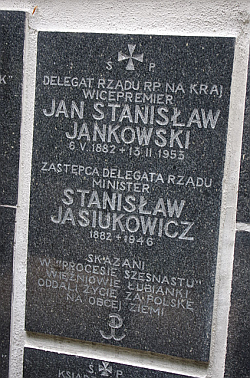 Ś P
DELEGAT RZĄDU RP NA KRAJ
WICEPREMIER
JAN STANISŁAW
JANKOWSKI
6 V. 1882 + 13 II 1953
ZASTĘPCA DELEGATA RZĄDU
MINISTER
STANISŁAW
JASIUKOWICZ
1882 + 1946
SKAZANI
W "PROCESIE SZESNASTU"
WIĘŹNIOWIE ŁUBIANKI
ODDALI ŻYCIE ZA POLSKĘ
NA OBCEJ ZIEMI
Ś P